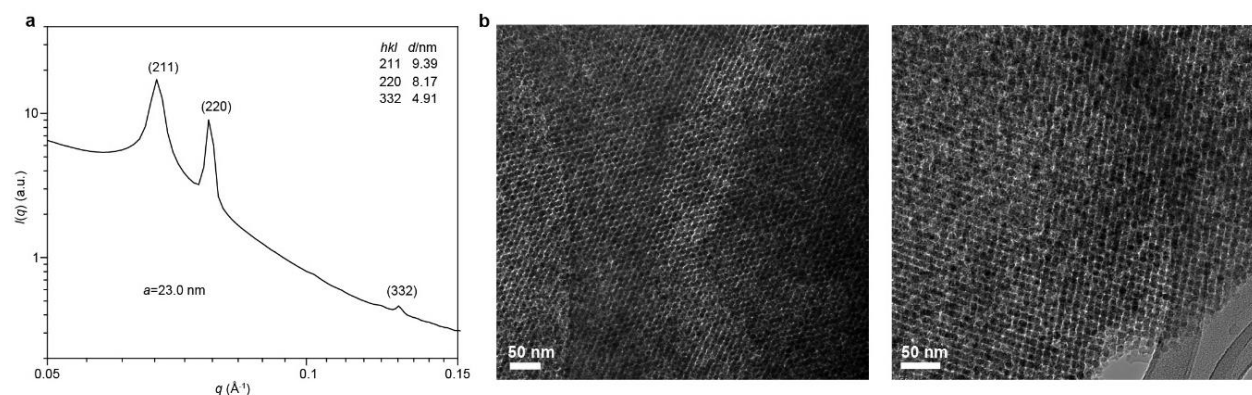 a
hkl d/nm
211 9.39
220 8.17
332 4.91
(211)
(220)
(332)
10
1
I(q) (a.u.)
a=23.0 nm
0.05 0.1 0.15
q (Å⁻¹)
b
50 nm
50 nm